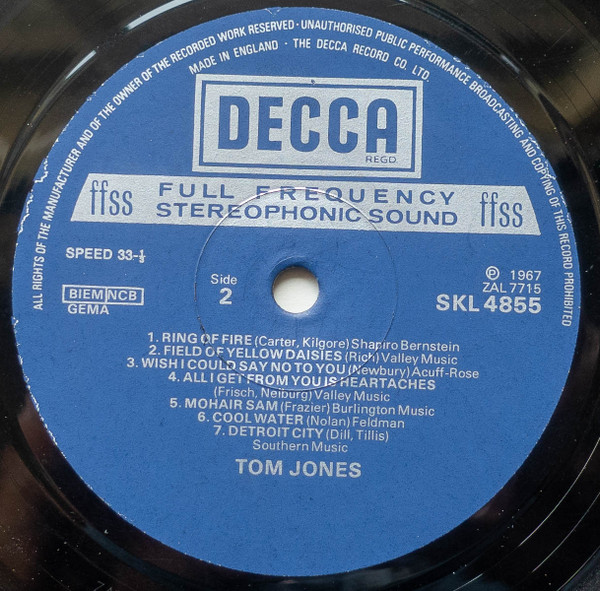 ALL RIGHTS OF THE MANUFACTURER AND OF THE OWNER OF THE RECORDED WORK RESERVED · UNAUTHORISED PUBLIC PERFORMANCE BROADCASTING AND COPYING OF THIS RECORD PROHIBITED
MADE IN ENGLAND · THE DECCA RECORD CO. LTD.
DECCA
REGD.
ffss FULL FREQUENCY STEREOPHONIC SOUND ffss
SPEED 33-⅓
BIEM NCB
GEMA
Side
2
℗ 1967
ZAL 7715
SKL 4855
1. RING OF FIRE (Carter, Kilgore) Shapiro Bernstein
2. FIELD OF YELLOW DAISIES (Rich) Valley Music
3. WISH I COULD SAY NO TO YOU (Newbury) Acuff-Rose
4. ALL I GET FROM YOU IS HEARTACHES
(Frisch, Neiburg) Valley Music
5. MOHAIR SAM (Frazier) Burlington Music
6. COOL WATER (Nolan) Feldman
7. DETROIT CITY (Dill, Tillis)
Southern Music
TOM JONES